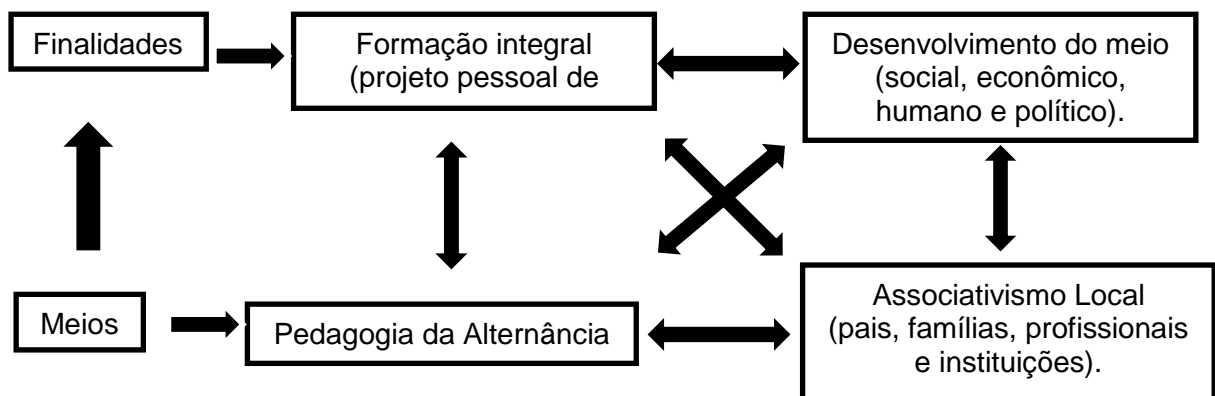 Finalidades
Formação integral
(projeto pessoal de
Desenvolvimento do meio
(social, econômico,
humano e político).
Meios
Pedagogia da Alternância
Associativismo Local
(pais, famílias, profissionais
e instituições).